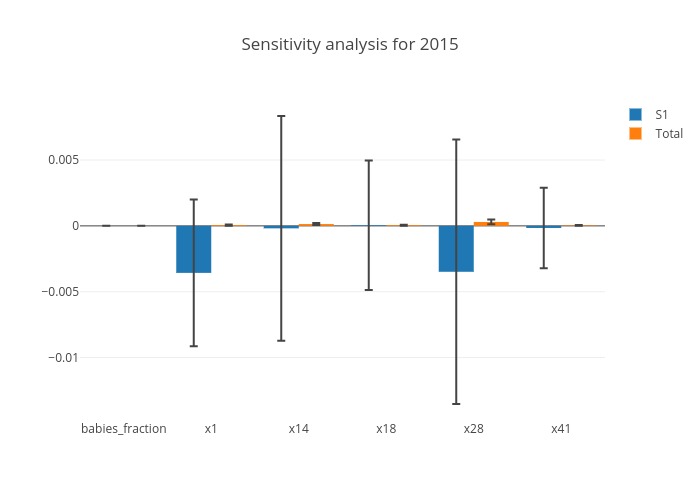 Sensitivity analysis for 2015
S1
Total
0.005
0
−0.005
−0.01
babies_fraction
x1
x14
x18
x28
x41